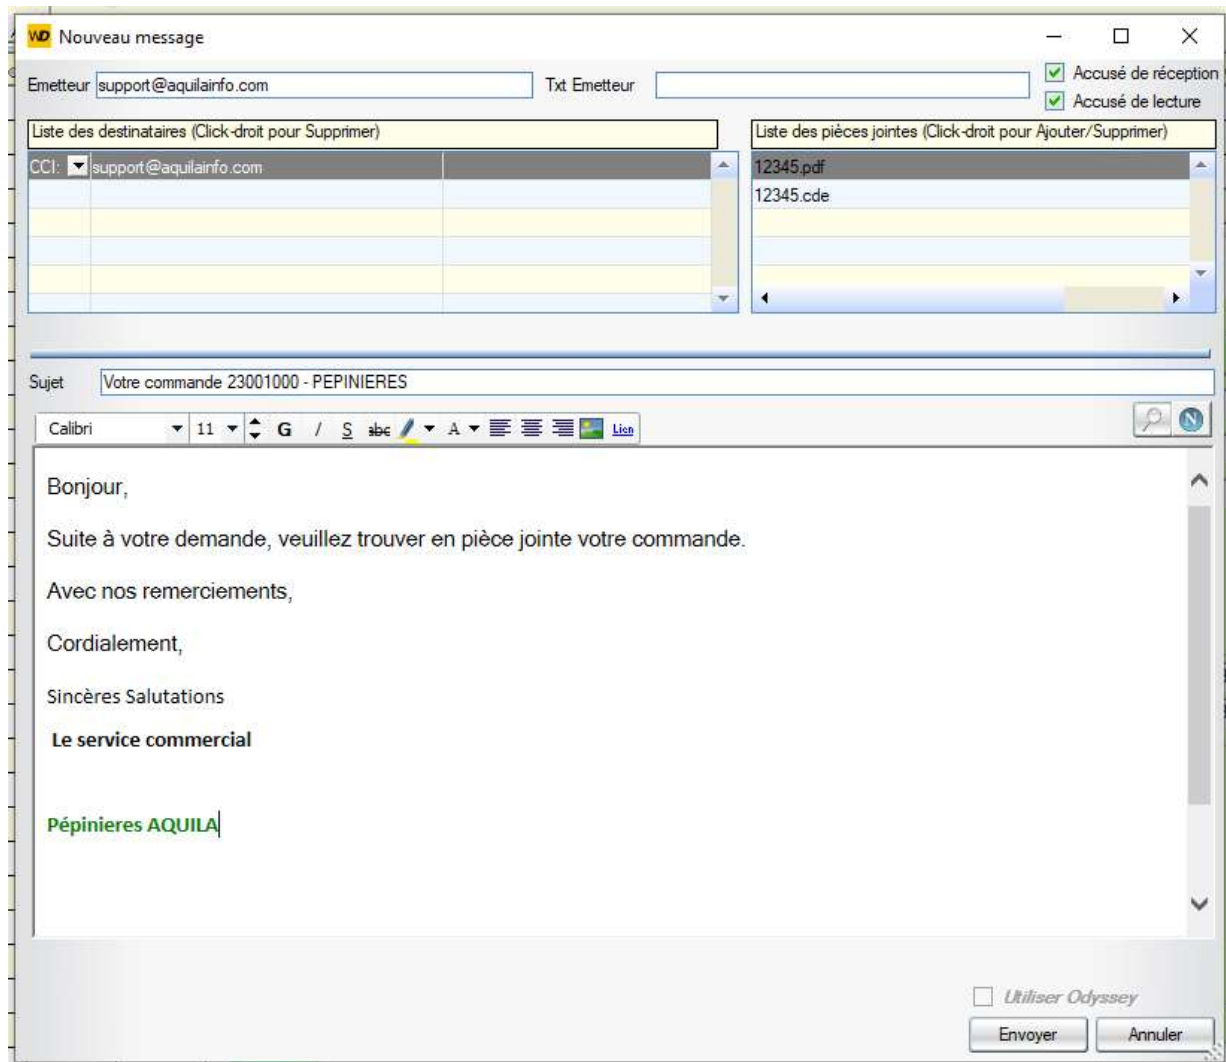 WD Nouveau message
Emetteur support@aquilainfo.com Txt Emetteur
Accusé de réception
Accusé de lecture
Liste des destinataires (Click-droit pour Supprimer)
Liste des pièces jointes (Click-droit pour Ajouter/Supprimer)
CCI: support@aquilainfo.com
12345.pdf
12345.cde
Sujet Votre commande 23001000 - PEPINIERES
Calibri 11 G / S abc A Lien
N
Bonjour,
Suite à votre demande, veuillez trouver en pièce jointe votre commande.
Avec nos remerciements,
Cordialement,
Sincères Salutations
Le service commercial
Pépinieres AQUILA
Utiliser Odyssey
Envoyer Annuler